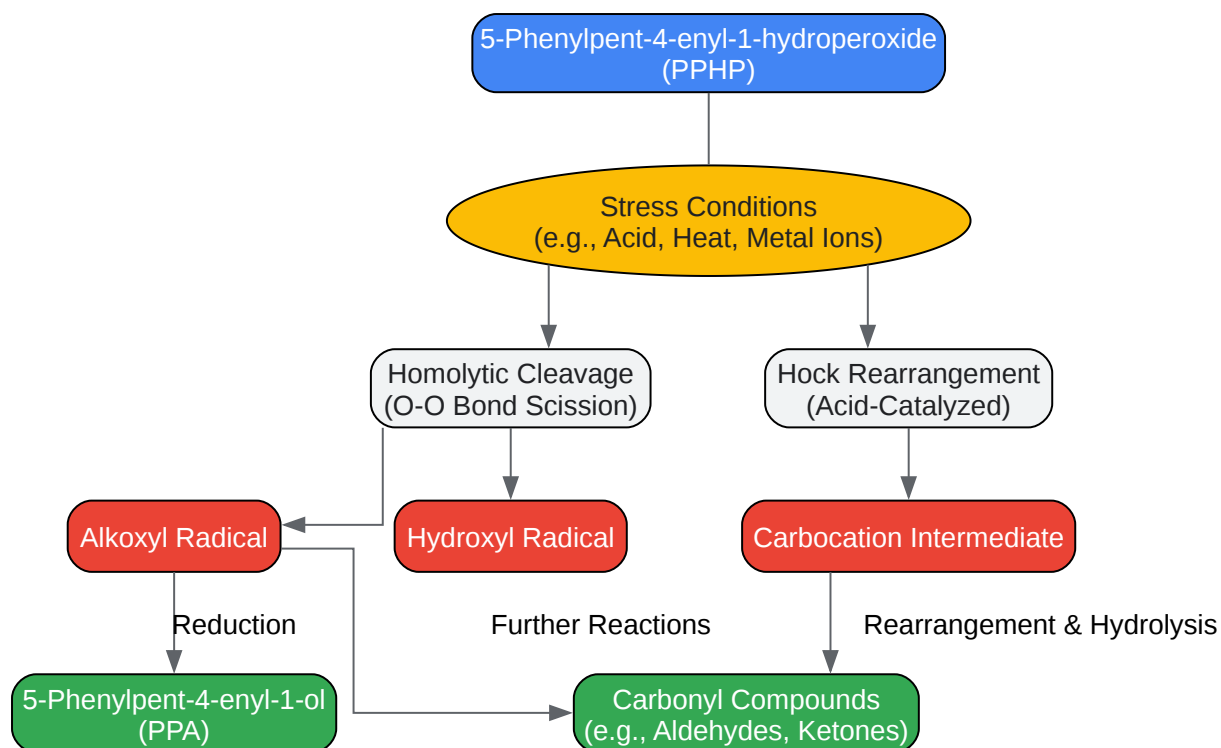 5-Phenylpent-4-enyl-1-hydroperoxide
(PPHP)
Stress Conditions
(e.g., Acid, Heat, Metal Ions)
Homolytic Cleavage
(O-O Bond Scission)
Hock Rearrangement
(Acid-Catalyzed)
Alkoxyl Radical
Hydroxyl Radical
Carbocation Intermediate
Reduction
Further Reactions
Rearrangement & Hydrolysis
5-Phenylpent-4-enyl-1-ol
(PPA)
Carbonyl Compounds
(e.g., Aldehydes, Ketones)